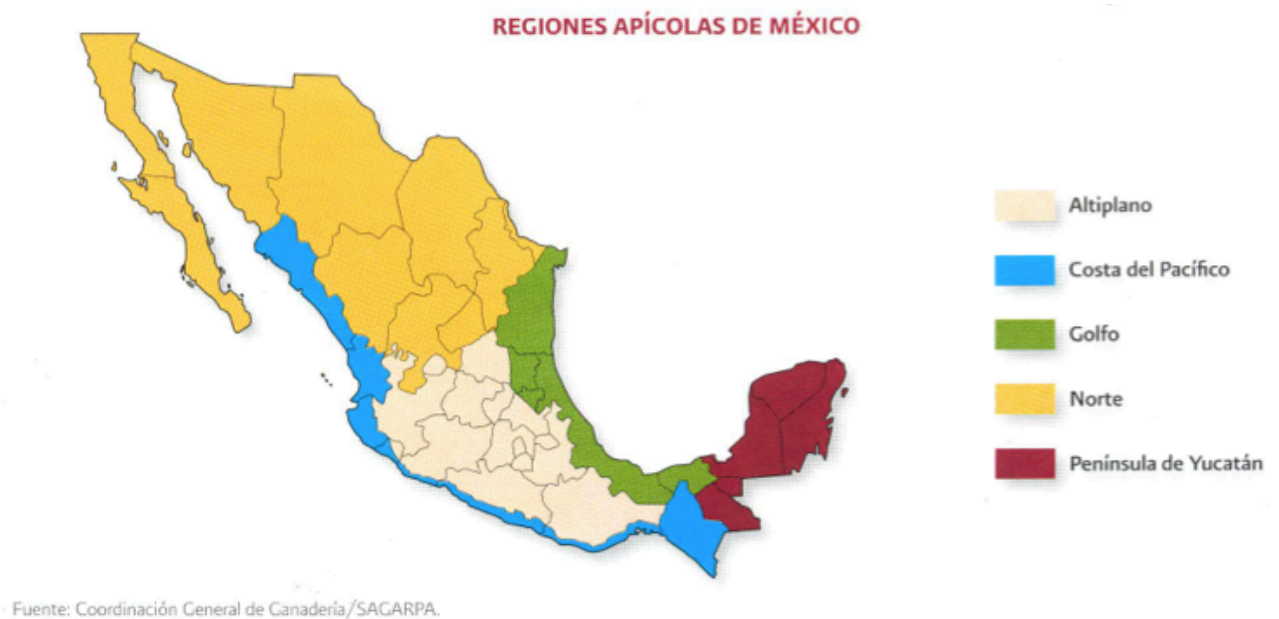 REGIONES APÍCOLAS DE MÉXICO
Altiplano
Costa del Pacífico
Golfo
Norte
Península de Yucatán
Fuente: Coordinación General de Ganadería/SAGARPA.